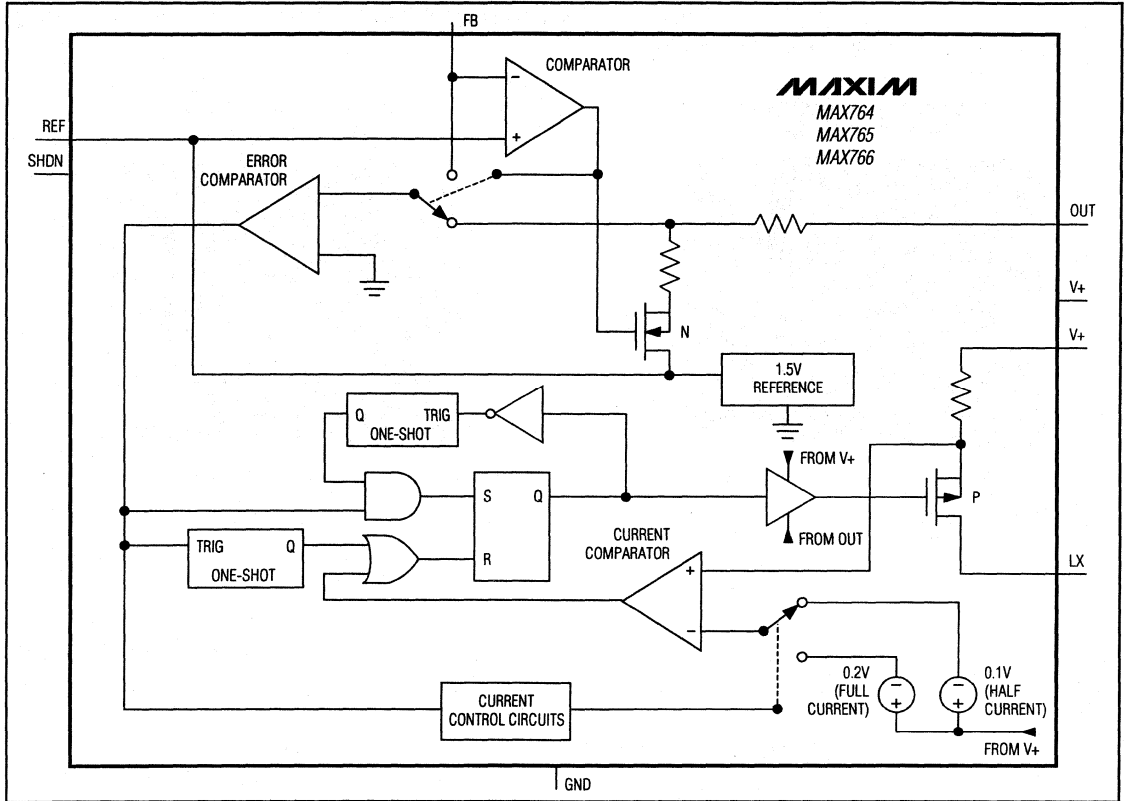 FB
COMPARATOR
−
+
MAXIM
MAX764
MAX765
MAX766
REF
SHDN
ERROR
COMPARATOR
OUT
V+
N
V+
1.5V
REFERENCE
Q TRIG
ONE-SHOT
FROM V+
S Q
R
P
FROM OUT
TRIG Q
ONE-SHOT
CURRENT
COMPARATOR
+
−
LX
0.2V
(FULL
CURRENT)
−
+
0.1V
(HALF
CURRENT)
−
+
CURRENT
CONTROL CIRCUITS
FROM V+
GND